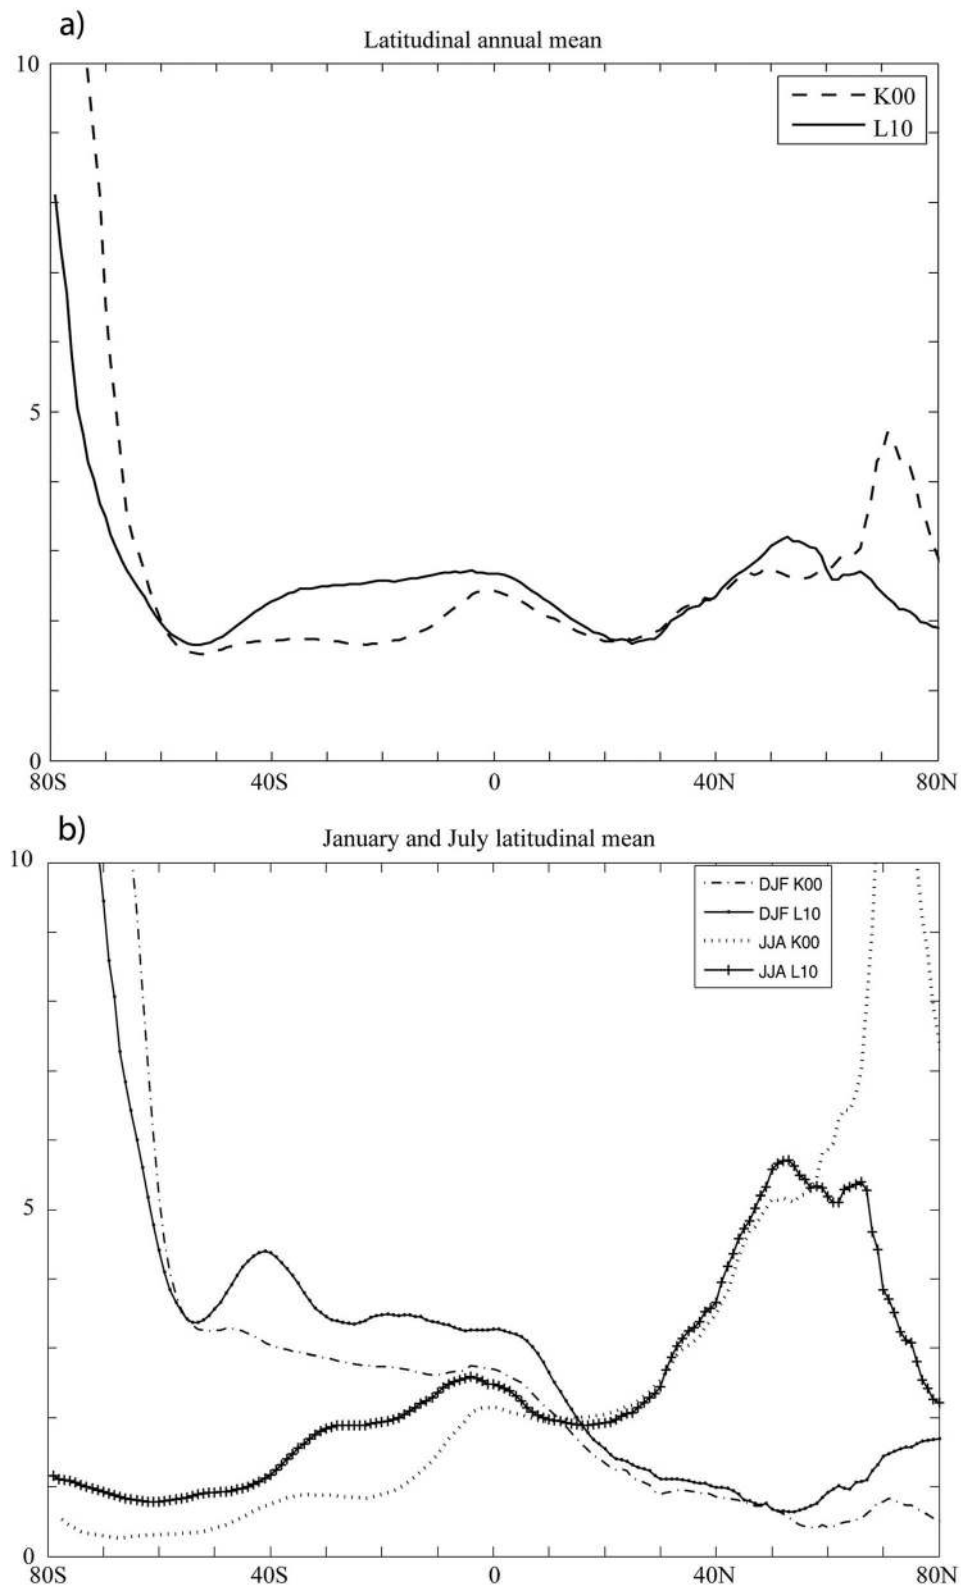 a)
Latitudinal annual mean
10
K00
L10
5
0
80S 40S 0 40N 80N
b)
January and July latitudinal mean
10
DJF K00
DJF L10
JJA K00
JJA L10
5
0
80S 40S 0 40N 80N